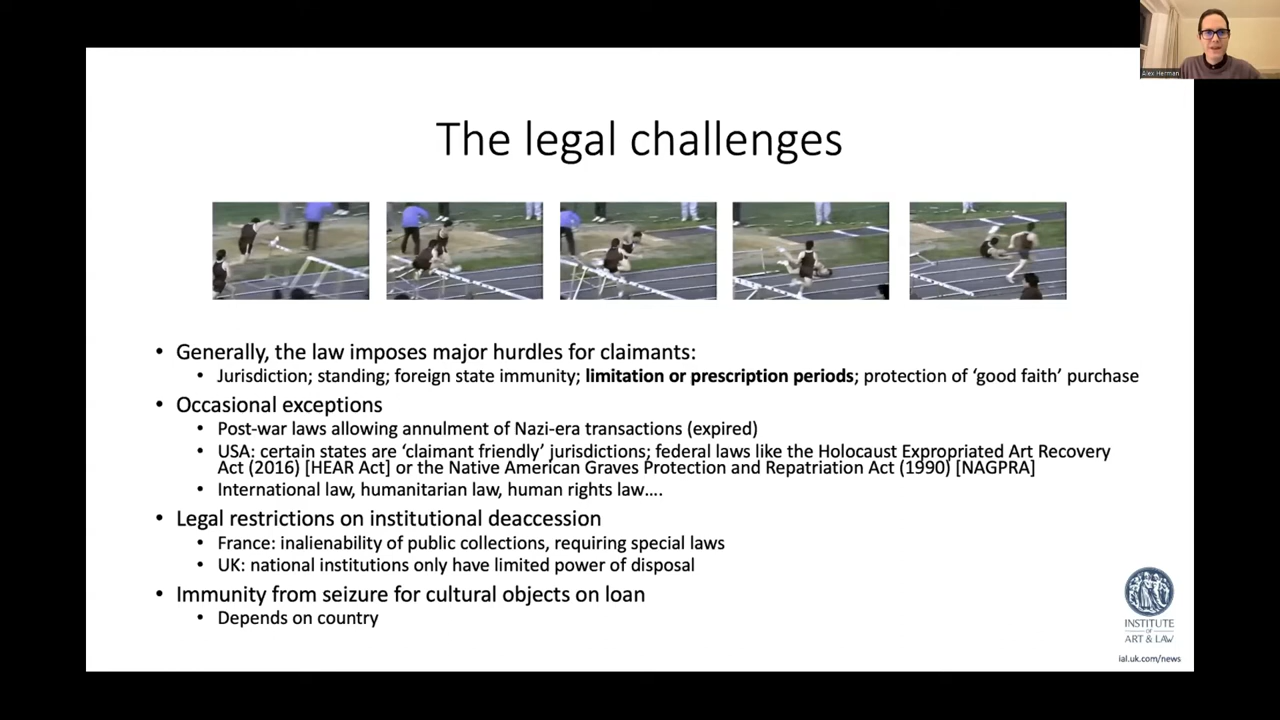 Alex Herman
The legal challenges
• Generally, the law imposes major hurdles for claimants:
• Jurisdiction; standing; foreign state immunity; limitation or prescription periods; protection of ‘good faith’ purchase
• Occasional exceptions
• Post-war laws allowing annulment of Nazi-era transactions (expired)
• USA: certain states are ‘claimant friendly’ jurisdictions; federal laws like the Holocaust Expropriated Art Recovery
Act (2016) [HEAR Act] or the Native American Graves Protection and Repatriation Act (1990) [NAGPRA]
• International law, humanitarian law, human rights law….
• Legal restrictions on institutional deaccession
• France: inalienability of public collections, requiring special laws
• UK: national institutions only have limited power of disposal
• Immunity from seizure for cultural objects on loan
• Depends on country
INSTITUTE
OF
ART & LAW
ial.uk.com/news